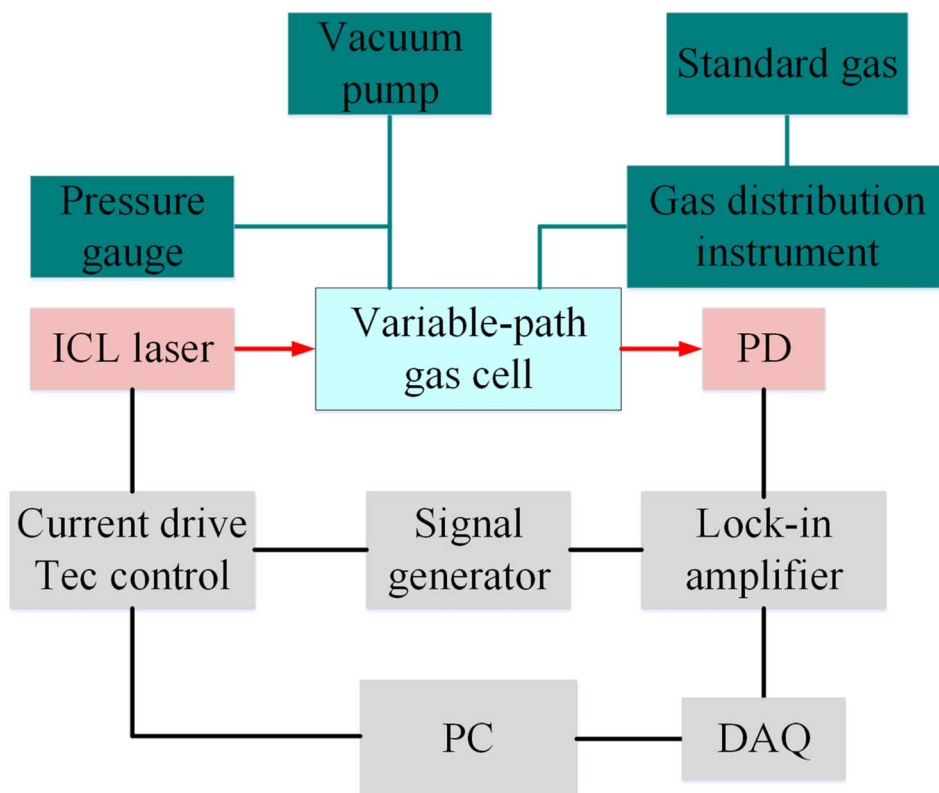 Vacuum
pump
Standard gas
Pressure
gauge
Gas distribution
instrument
ICL laser
Variable-path
gas cell
PD
Current drive
Tec control
Signal
generator
Lock-in
amplifier
PC
DAQ